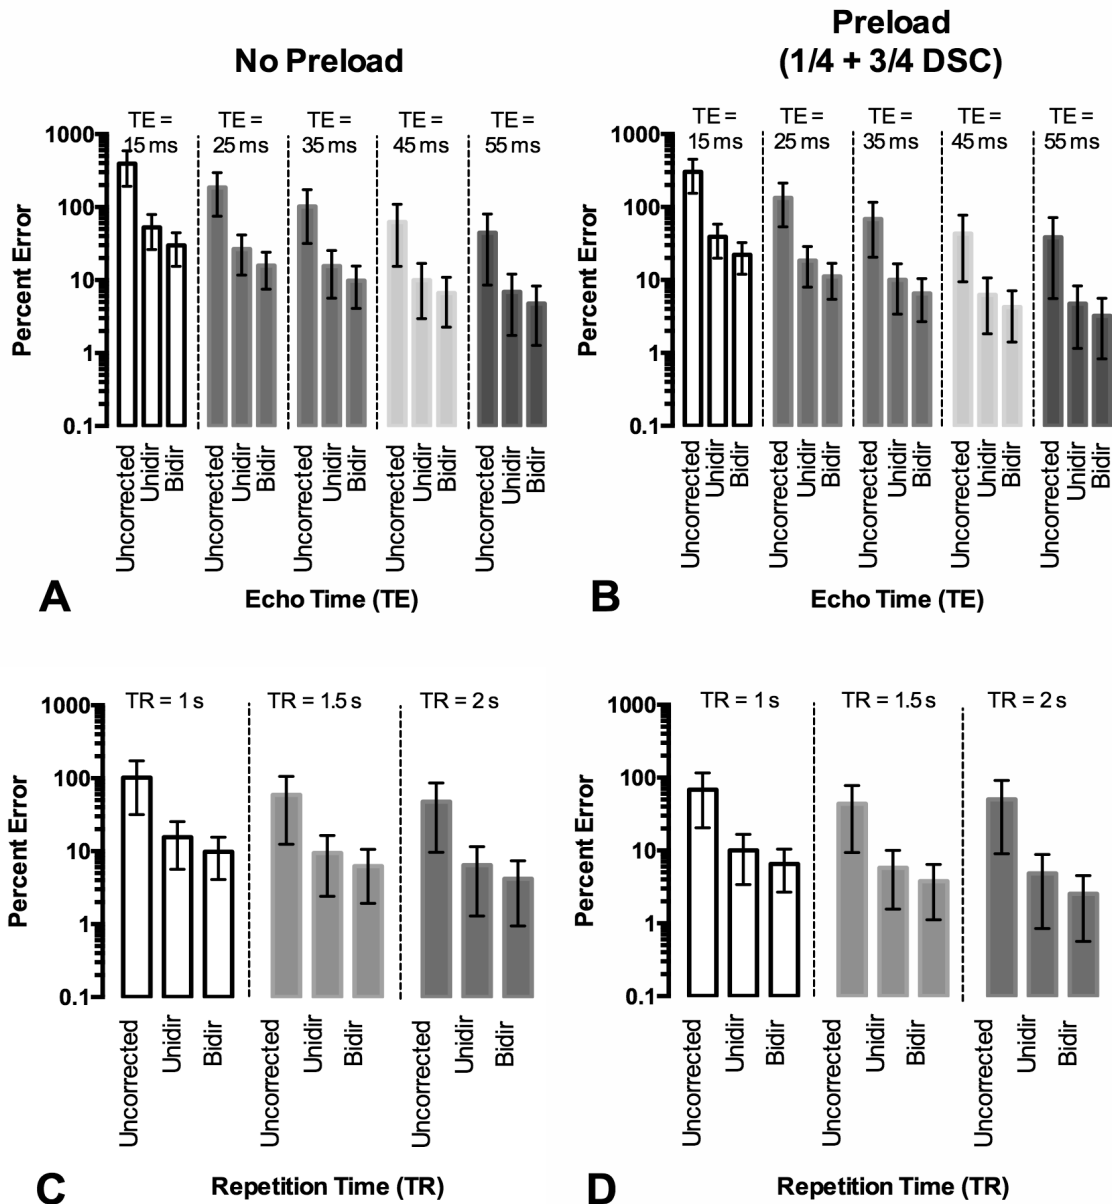 No Preload
Preload
(1/4 + 3/4 DSC)
TE =
15 ms
TE =
25 ms
TE =
35 ms
TE =
45 ms
TE =
55 ms
1000
100
10
1
0.1
Percent Error
Uncorrected
Unidir
Bidir
Uncorrected
Unidir
Bidir
Uncorrected
Unidir
Bidir
Uncorrected
Unidir
Bidir
Uncorrected
Unidir
Bidir
A
Echo Time (TE)
TE =
15 ms
TE =
25 ms
TE =
35 ms
TE =
45 ms
TE =
55 ms
1000
100
10
1
0.1
Percent Error
Uncorrected
Unidir
Bidir
Uncorrected
Unidir
Bidir
Uncorrected
Unidir
Bidir
Uncorrected
Unidir
Bidir
Uncorrected
Unidir
Bidir
B
Echo Time (TE)
TR = 1 s
TR = 1.5 s
TR = 2 s
1000
100
10
1
0.1
Percent Error
Uncorrected
Unidir
Bidir
Uncorrected
Unidir
Bidir
Uncorrected
Unidir
Bidir
C
Repetition Time (TR)
TR = 1 s
TR = 1.5 s
TR = 2 s
1000
100
10
1
0.1
Percent Error
Uncorrected
Unidir
Bidir
Uncorrected
Unidir
Bidir
Uncorrected
Unidir
Bidir
D
Repetition Time (TR)